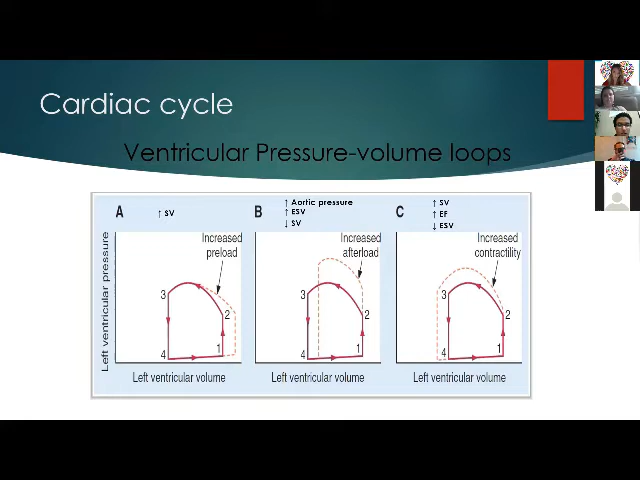 Cardiac cycle
Ventricular Pressure-volume loops
A
↑ SV
Increased
preload
Left ventricular pressure
3
2
4
1
Left ventricular volume
B
↑ Aortic pressure
↑ ESV
↓ SV
Increased
afterload
3
2
4
1
Left ventricular volume
C
↑ SV
↑ EF
↓ ESV
Increased
contractility
3
2
4
1
Left ventricular volume